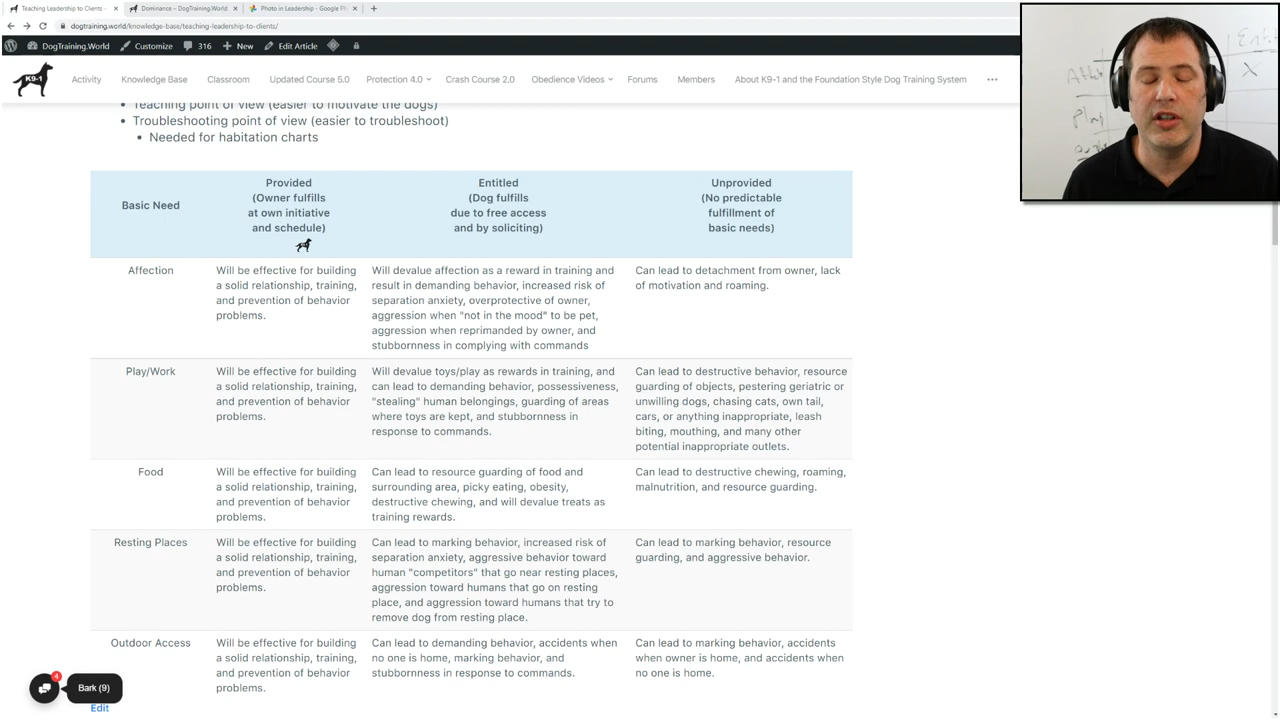 Teaching Leadership to Clients -
Dominance – DogTraining.World
Photo in Leadership - Google Ph
dogtraining.world/knowledge-base/teaching-leadership-to-clients/
DogTraining.World
Customize
316
New
Edit Article
K9-1
Activity
Knowledge Base
Classroom
Updated Course 5.0
Protection 4.0
Crash Course 2.0
Obedience Videos
Forums
Members
About K9-1 and the Foundation Style Dog Training System
Teaching point of view (easier to motivate the dogs)
Troubleshooting point of view (easier to troubleshoot)
Needed for habitation charts
Basic Need
Provided
(Owner fulfills
at own initiative
and schedule)
Entitled
(Dog fulfills
due to free access
and by soliciting)
Unprovided
(No predictable
fulfillment of
basic needs)
Affection
Will be effective for building
a solid relationship, training,
and prevention of behavior
problems.
Will devalue affection as a reward in training and
result in demanding behavior, increased risk of
separation anxiety, overprotective of owner,
aggression when "not in the mood" to be pet,
aggression when reprimanded by owner, and
stubbornness in complying with commands
Can lead to detachment from owner, lack
of motivation and roaming.
Play/Work
Will be effective for building
a solid relationship, training,
and prevention of behavior
problems.
Will devalue toys/play as rewards in training, and
can lead to demanding behavior, possessiveness,
"stealing" human belongings, guarding of areas
where toys are kept, and stubbornness in
response to commands.
Can lead to destructive behavior, resource
guarding of objects, pestering geriatric or
unwilling dogs, chasing cats, own tail,
cars, or anything inappropriate, leash
biting, mouthing, and many other
potential inappropriate outlets.
Food
Will be effective for building
a solid relationship, training,
and prevention of behavior
problems.
Can lead to resource guarding of food and
surrounding area, picky eating, obesity,
destructive chewing, and will devalue treats as
training rewards.
Can lead to destructive chewing, roaming,
malnutrition, and resource guarding.
Resting Places
Will be effective for building
a solid relationship, training,
and prevention of behavior
problems.
Can lead to marking behavior, increased risk of
separation anxiety, aggressive behavior toward
human "competitors" that go near resting places,
aggression toward humans that go on resting
place, and aggression toward humans that try to
remove dog from resting place.
Can lead to marking behavior, resource
guarding, and aggressive behavior.
Outdoor Access
Will be effective for building
a solid relationship, training,
and prevention of behavior
problems.
Can lead to demanding behavior, accidents when
no one is home, marking behavior, and
stubbornness in response to commands.
Can lead to marking behavior, accidents
when owner is home, and accidents when
no one is home.
4
Bark (9)
Edit